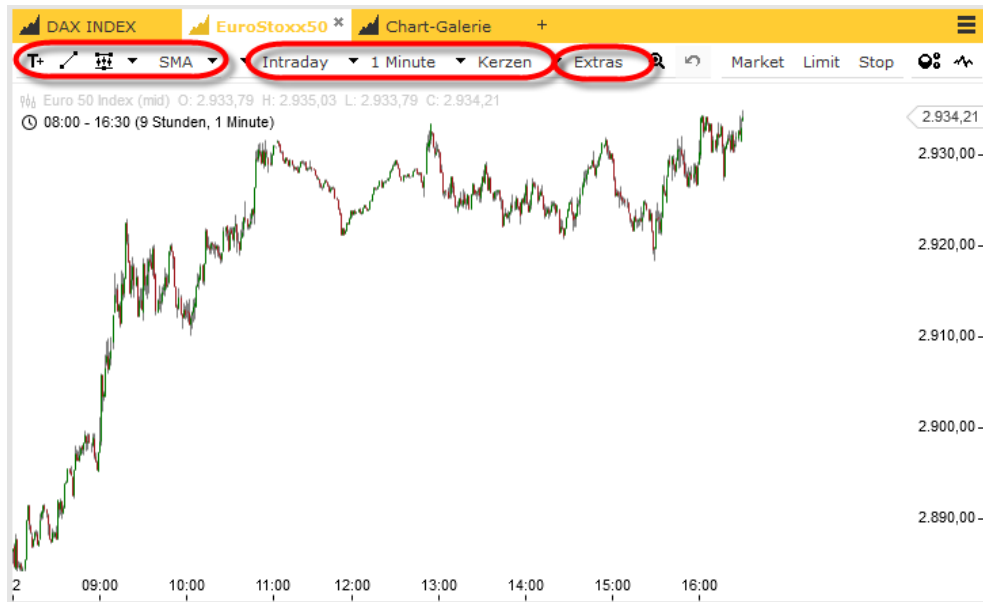 DAX INDEX EuroStoxx50 × Chart-Galerie +
T+ SMA Intraday 1 Minute Kerzen Extras Market Limit Stop
Euro 50 Index (mid) O: 2.933,79 H: 2.935,03 L: 2.933,79 C: 2.934,21
08:00 - 16:30 (9 Stunden, 1 Minute)
2.934,21
2.930,00
2.920,00
2.910,00
2.900,00
2.890,00
2 09:00 10:00 11:00 12:00 13:00 14:00 15:00 16:00